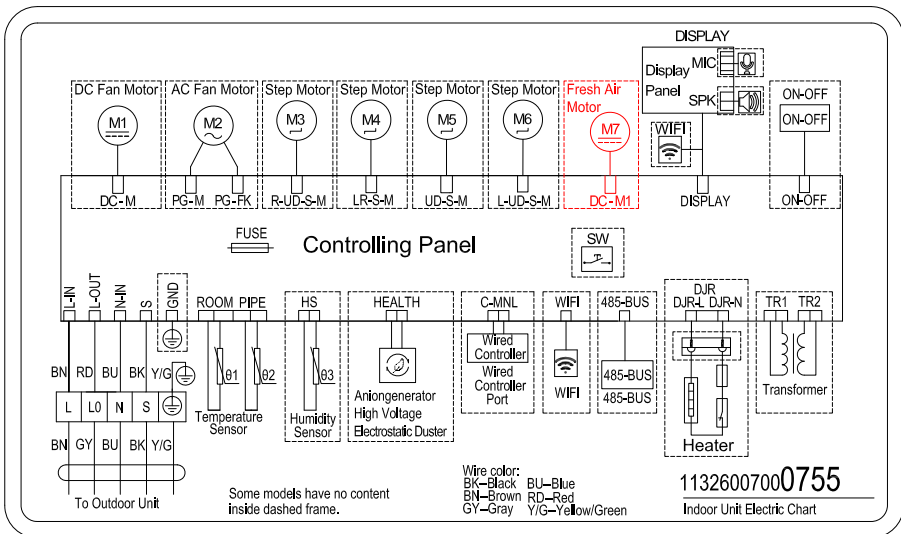 DISPLAY
DC Fan Motor
M1
DC-M
AC Fan Motor
M2
PG-M PG-FK
Step Motor
M3
R-UD-S-M
Step Motor
M4
LR-S-M
Step Motor
M5
UD-S-M
Step Motor
M6
L-UD-S-M
Fresh Air
Motor
M7
DC-M1
Display
Panel
MIC
SPK
WIFI
DISPLAY
ON-OFF
ON-OFF
ON-OFF
FUSE
Controlling Panel
SW
L-IN
L-OUT
N-IN
S
GND
ROOM PIPE
HS
HEALTH
C-MNL
WIFI
485-BUS
DJR
DJR-L DJR-N
TR1 TR2
BN RD BU BK Y/G
L L0 N S
BN GY BU BK Y/G
To Outdoor Unit
θ1
θ2
Temperature
Sensor
θ3
Humidity
Sensor
Aniongenerator
High Voltage
Electrostatic Duster
Wired
Controller
Wired
Controller
Port
WIFI
485-BUS
485-BUS
Heater
Transformer
Some models have no content
inside dashed frame.
Wire color:
BK–Black BU–Blue
BN–Brown RD–Red
GY–Gray Y/G–Yellow/Green
11326007000755
Indoor Unit Electric Chart